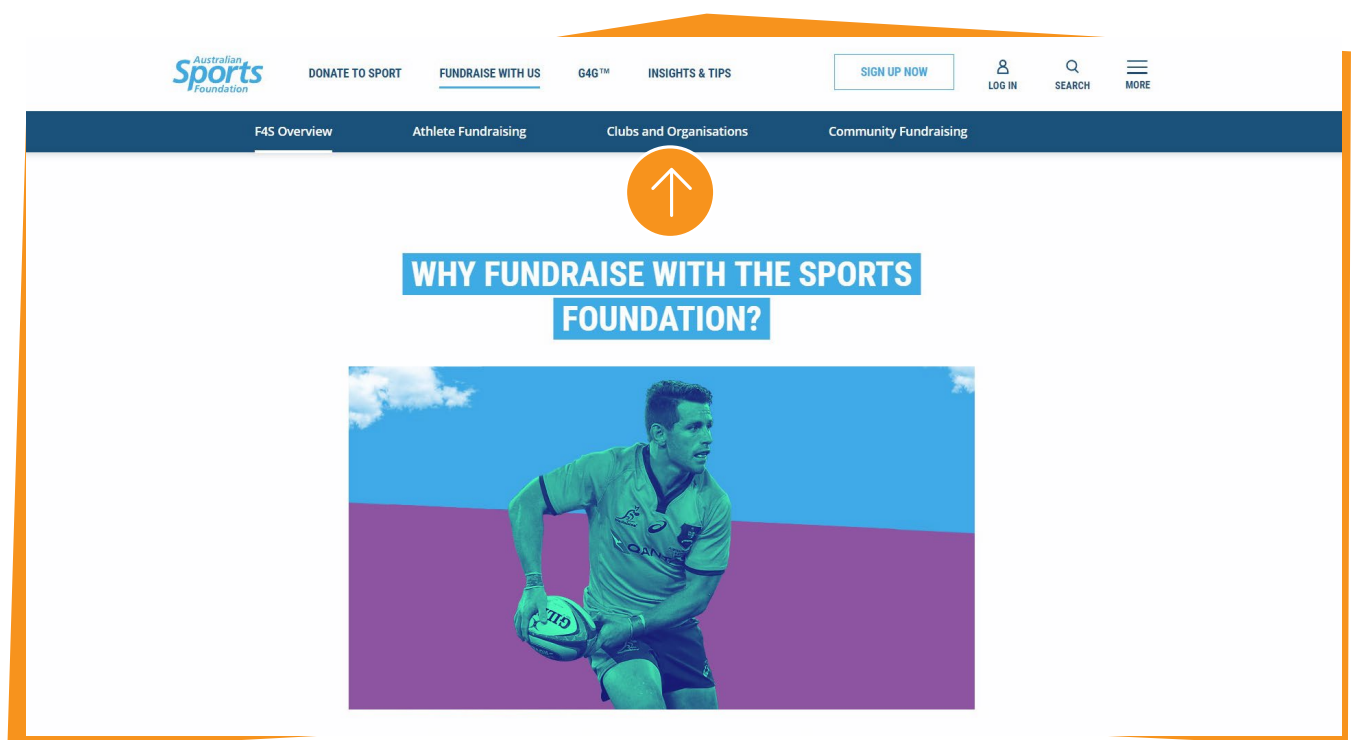 Australian
Sports
Foundation
DONATE TO SPORT FUNDRAISE WITH US G4G™ INSIGHTS & TIPS SIGN UP NOW LOG IN SEARCH MORE
F4S Overview Athlete Fundraising Clubs and Organisations Community Fundraising
WHY FUNDRAISE WITH THE SPORTS
FOUNDATION?